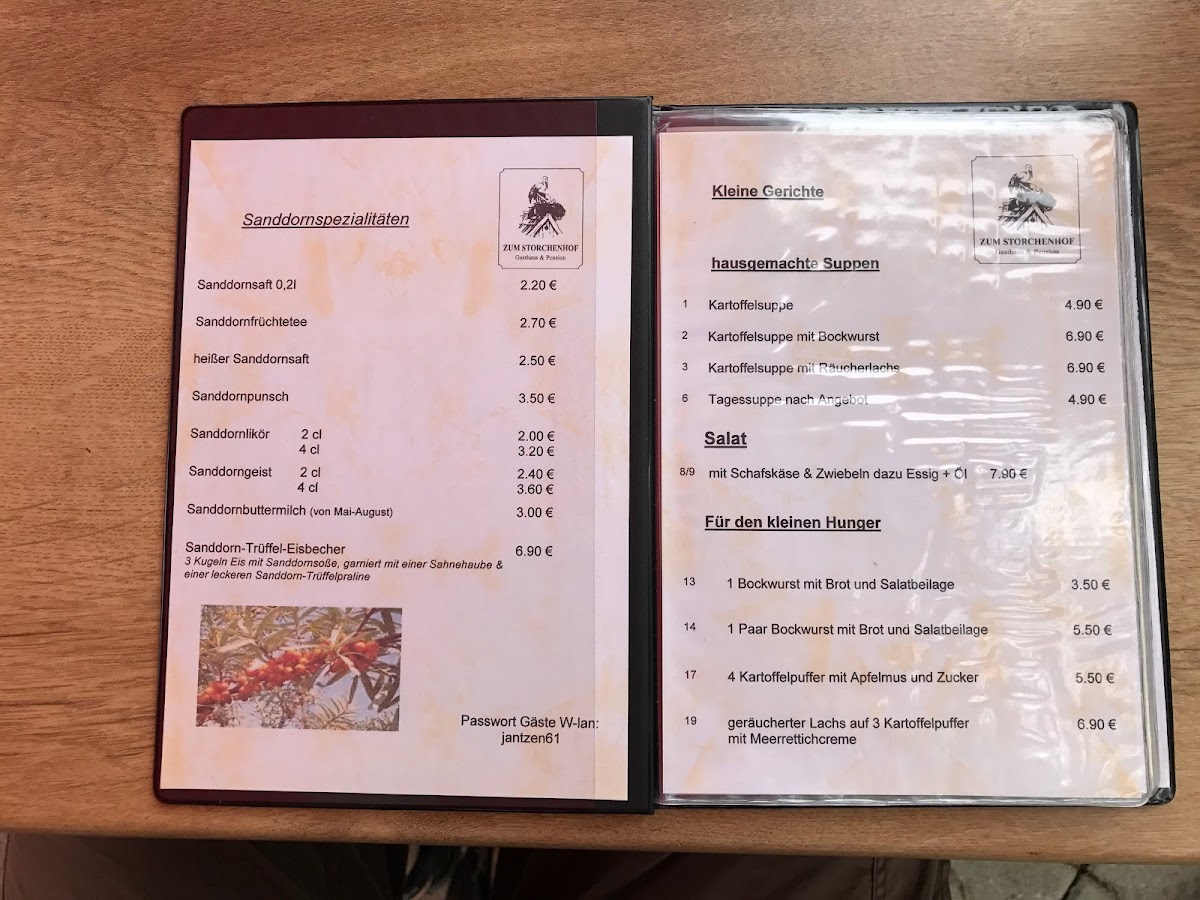 Sanddornspezialitäten
ZUM STORCHENHOF
Gasthaus & Pension
Sanddornsaft 0,2l 2.20 €
Sanddornfrüchtetee 2.70 €
heißer Sanddornsaft 2.50 €
Sanddornpunsch 3.50 €
Sanddornlikör 2 cl 2.00 €
4 cl 3.20 €
Sanddorngeist 2 cl 2.40 €
4 cl 3.60 €
Sanddornbuttermilch (von Mai-August) 3.00 €
Sanddorn-Trüffel-Eisbecher 6.90 €
3 Kugeln Eis mit Sanddornsoße, garniert mit einer Sahnehaube &
einer leckeren Sanddorn-Trüffelpraline
Passwort Gäste W-lan:
jantzen61
Kleine Gerichte
ZUM STORCHENHOF
Gasthaus & Pension
hausgemachte Suppen
1 Kartoffelsuppe 4.90 €
2 Kartoffelsuppe mit Bockwurst 6.90 €
3 Kartoffelsuppe mit Räucherlachs 6.90 €
6 Tagessuppe nach Angebot 4.90 €
Salat
8/9 mit Schafskäse & Zwiebeln dazu Essig + Öl 7.90 €
Für den kleinen Hunger
13 1 Bockwurst mit Brot und Salatbeilage 3.50 €
14 1 Paar Bockwurst mit Brot und Salatbeilage 5.50 €
17 4 Kartoffelpuffer mit Apfelmus und Zucker 5.50 €
19 geräucherter Lachs auf 3 Kartoffelpuffer 6.90 €
mit Meerrettichcreme